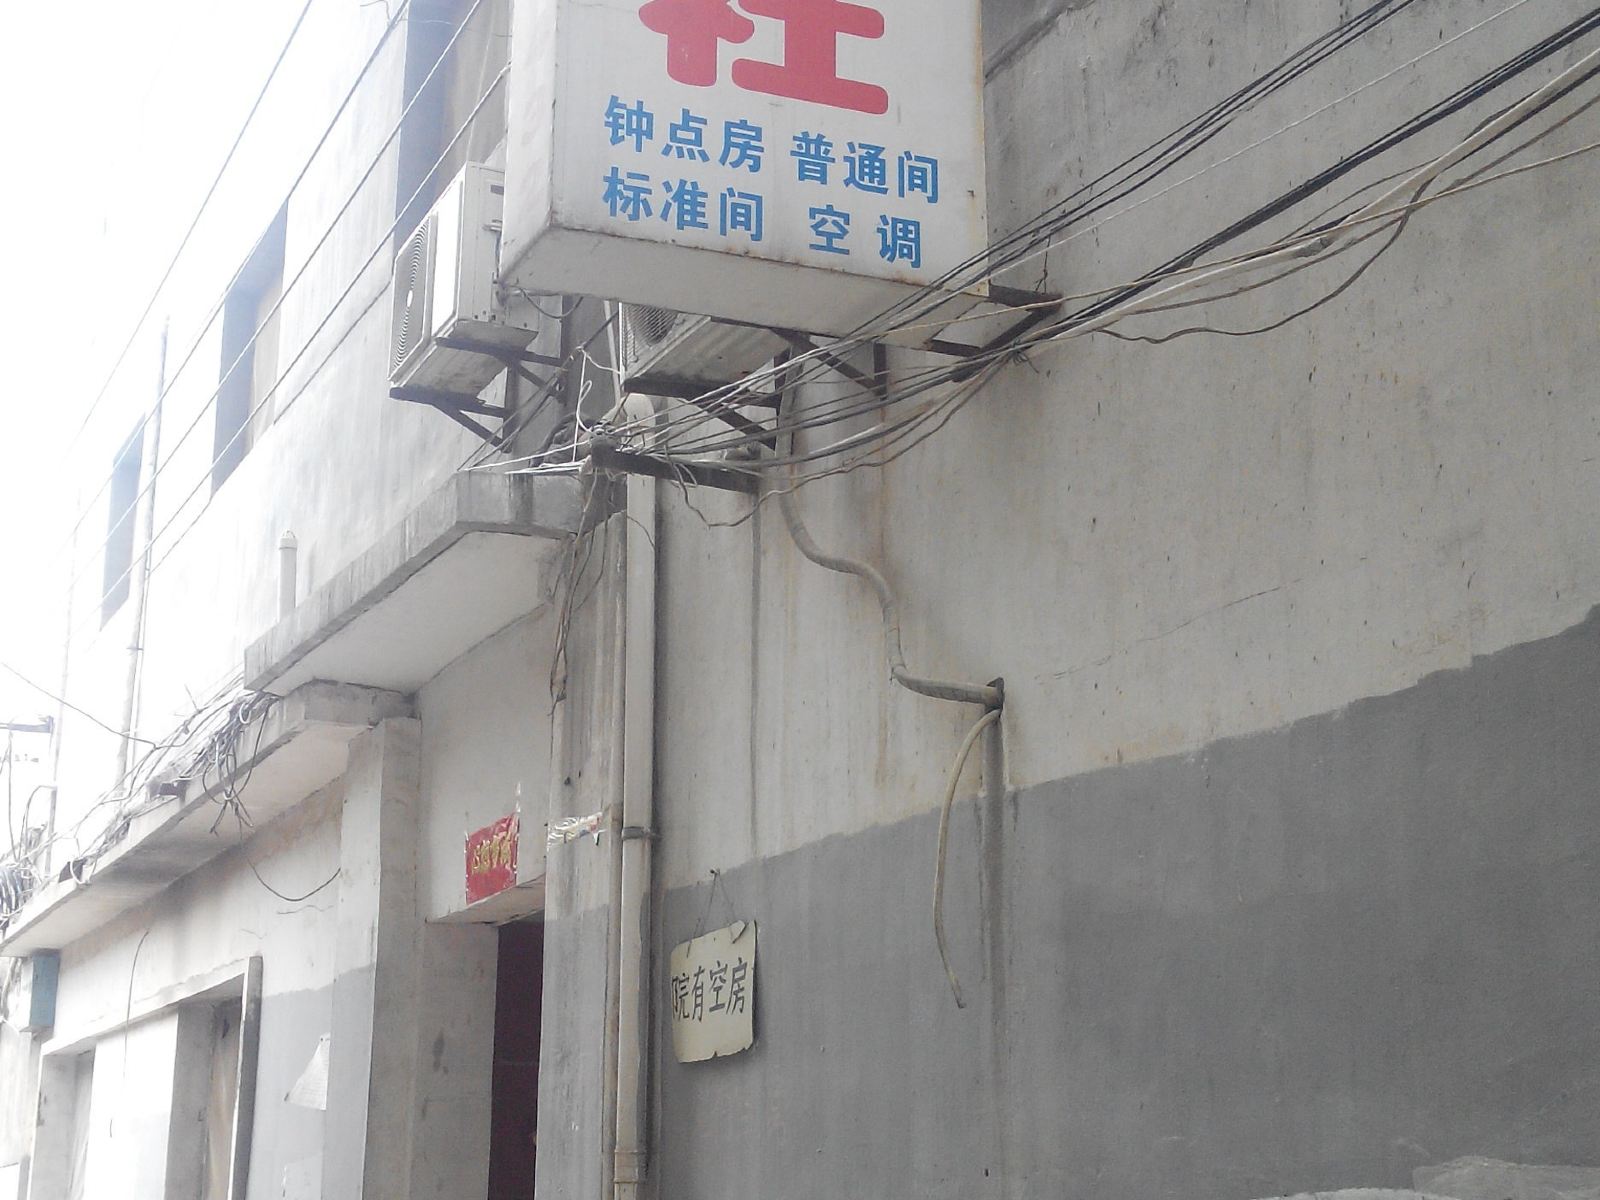 社
钟点房 普通间
标准间 空调
院有空房